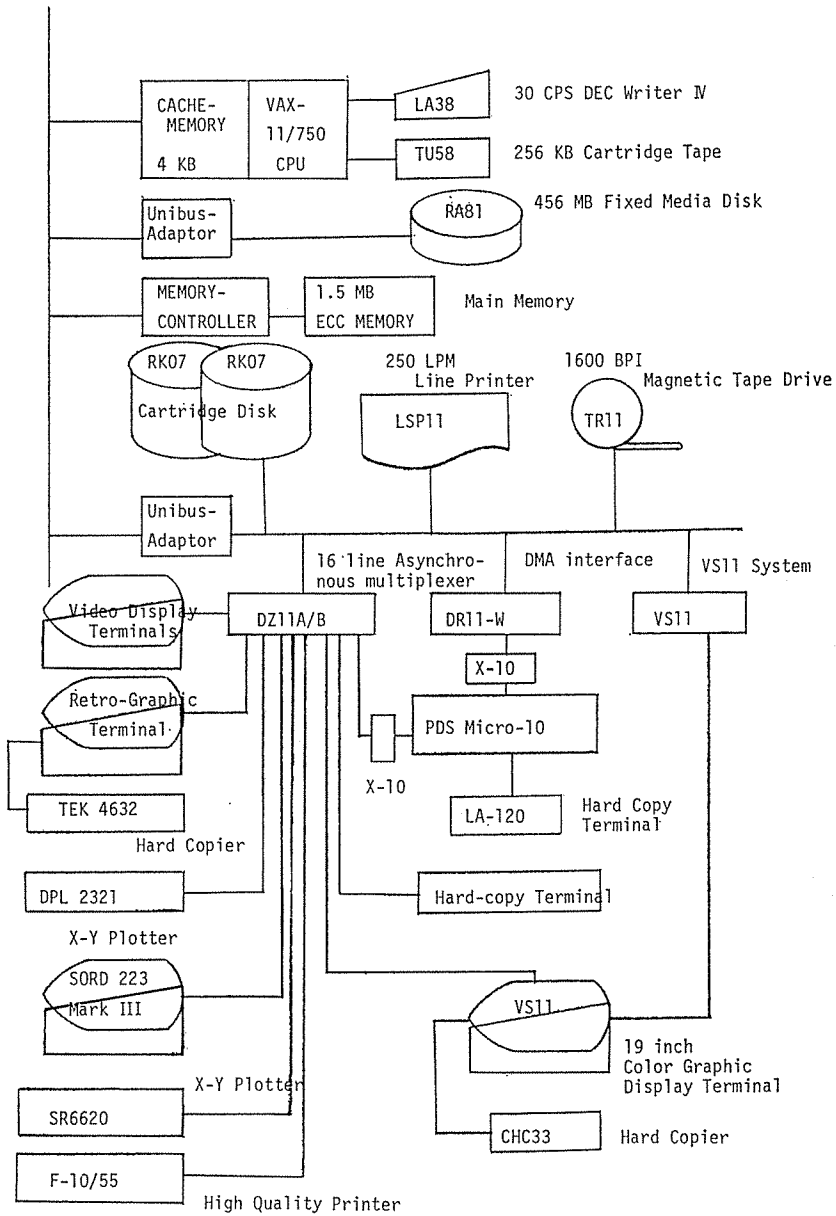 CACHE-
MEMORY
4 KB
VAX-
11/750
CPU
LA38
30 CPS DEC Writer Ⅳ
TU58
256 KB Cartridge Tape
Unibus-
Adaptor
RA81
456 MB Fixed Media Disk
MEMORY-
CONTROLLER
1.5 MB
ECC MEMORY
Main Memory
RK07
RK07
Cartridge Disk
250 LPM
Line Printer
LSP11
1600 BPI
Magnetic Tape Drive
TR11
Unibus-
Adaptor
16 line Asynchro-
nous multiplexer
DMA interface
VS11 System
Video Display
Terminals
DZ11A/B
DR11-W
VS11
X-10
Retro-Graphic
Terminal
PDS Micro-10
X-10
TEK 4632
Hard Copier
LA-120
Hard Copy
Terminal
DPL 2321
X-Y Plotter
Hard-copy Terminal
SORD 223
Mark III
VS11
19 inch
Color Graphic
Display Terminal
X-Y Plotter
SR6620
CHC33
Hard Copier
F-10/55
High Quality Printer